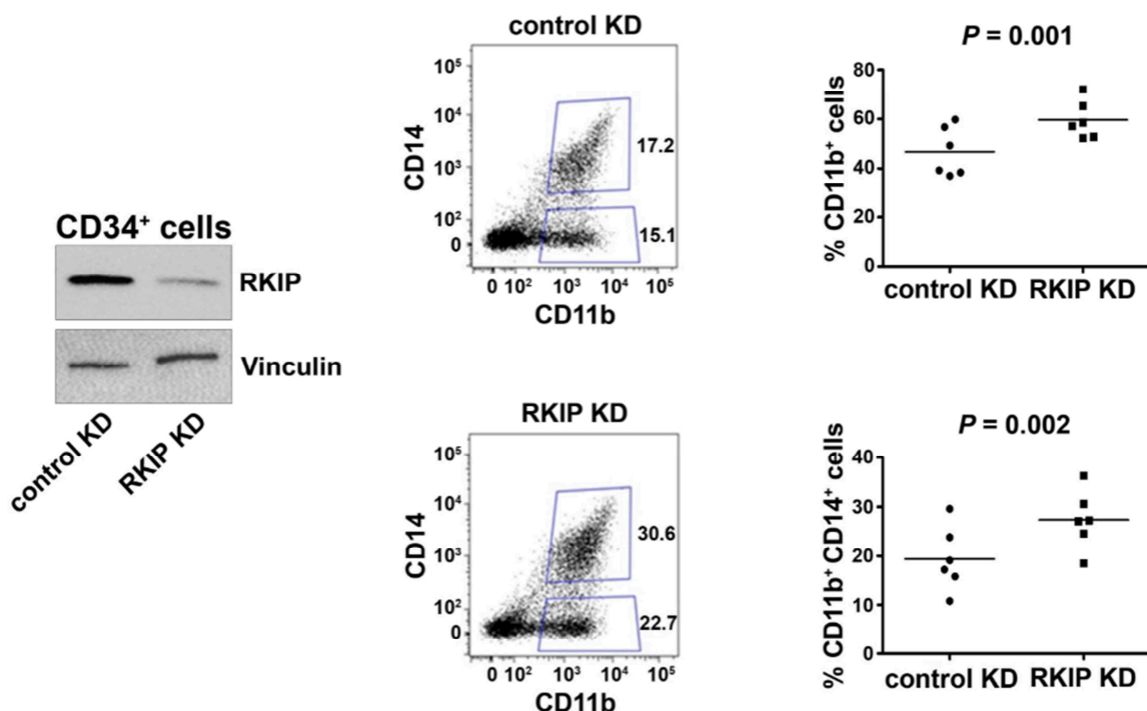 CD34⁺ cells
RKIP
Vinculin
control KD
RKIP KD
control KD
10⁵
10⁴
10³
10²
0
CD14
17.2
15.1
0 10² 10³ 10⁴ 10⁵
CD11b
RKIP KD
10⁵
10⁴
10³
10²
0
CD14
30.6
22.7
0 10² 10³ 10⁴ 10⁵
CD11b
P = 0.001
80
60
40
20
0
% CD11b⁺ cells
control KD RKIP KD
P = 0.002
40
30
20
10
0
% CD11b⁺CD14⁺ cells
control KD RKIP KD